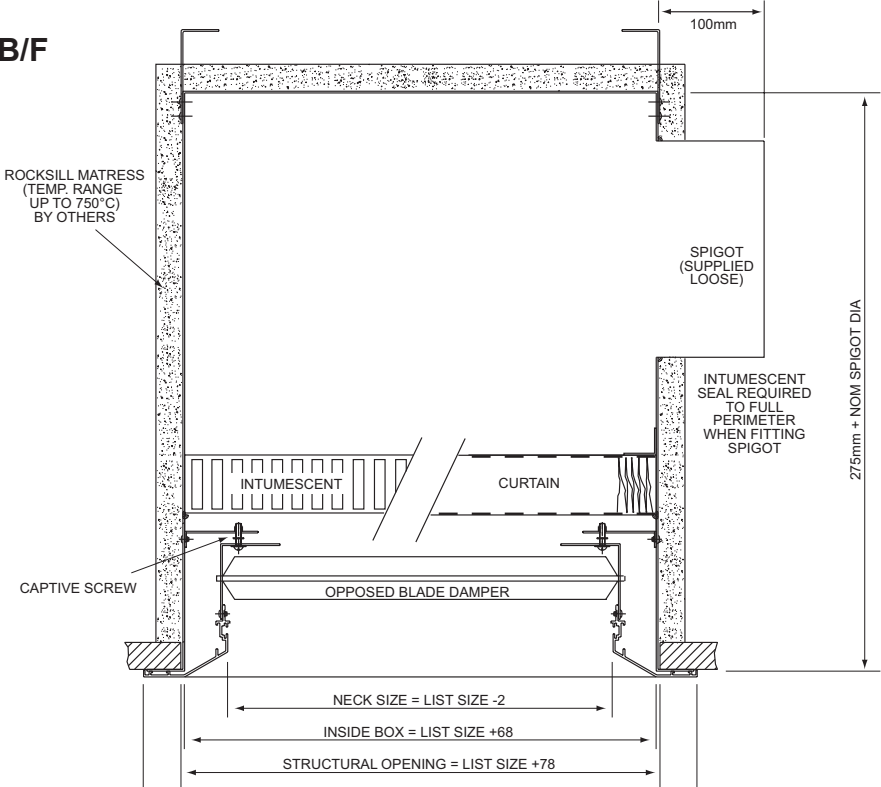 B/F
100mm
ROCKSILL MATRESS
(TEMP. RANGE
UP TO 750°C)
BY OTHERS
SPIGOT
(SUPPLIED
LOOSE)
275mm + NOM SPIGOT DIA
INTUMESCENT
SEAL REQUIRED
TO FULL
PERIMETER
WHEN FITTING
SPIGOT
INTUMESCENT
CURTAIN
CAPTIVE SCREW
OPPOSED BLADE DAMPER
NECK SIZE = LIST SIZE -2
INSIDE BOX = LIST SIZE +68
STRUCTURAL OPENING = LIST SIZE +78